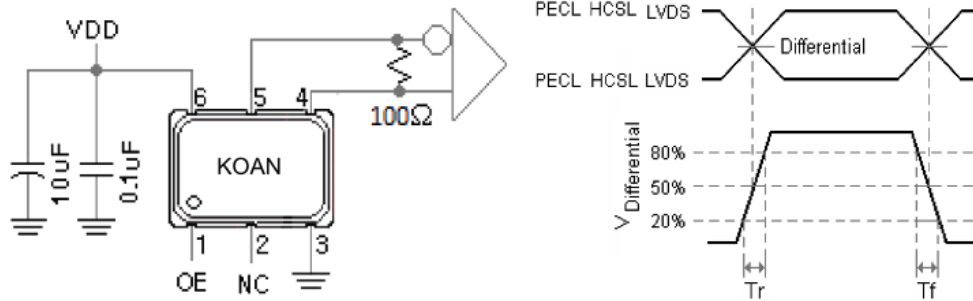 VDD
6 5 4
100Ω
KOAN
10uF
0.1uF
1 2 3
OE NC
PECL HCSL LVDS
Differential
PECL HCSL LVDS
V Differential
80%
50%
20%
Tr Tf